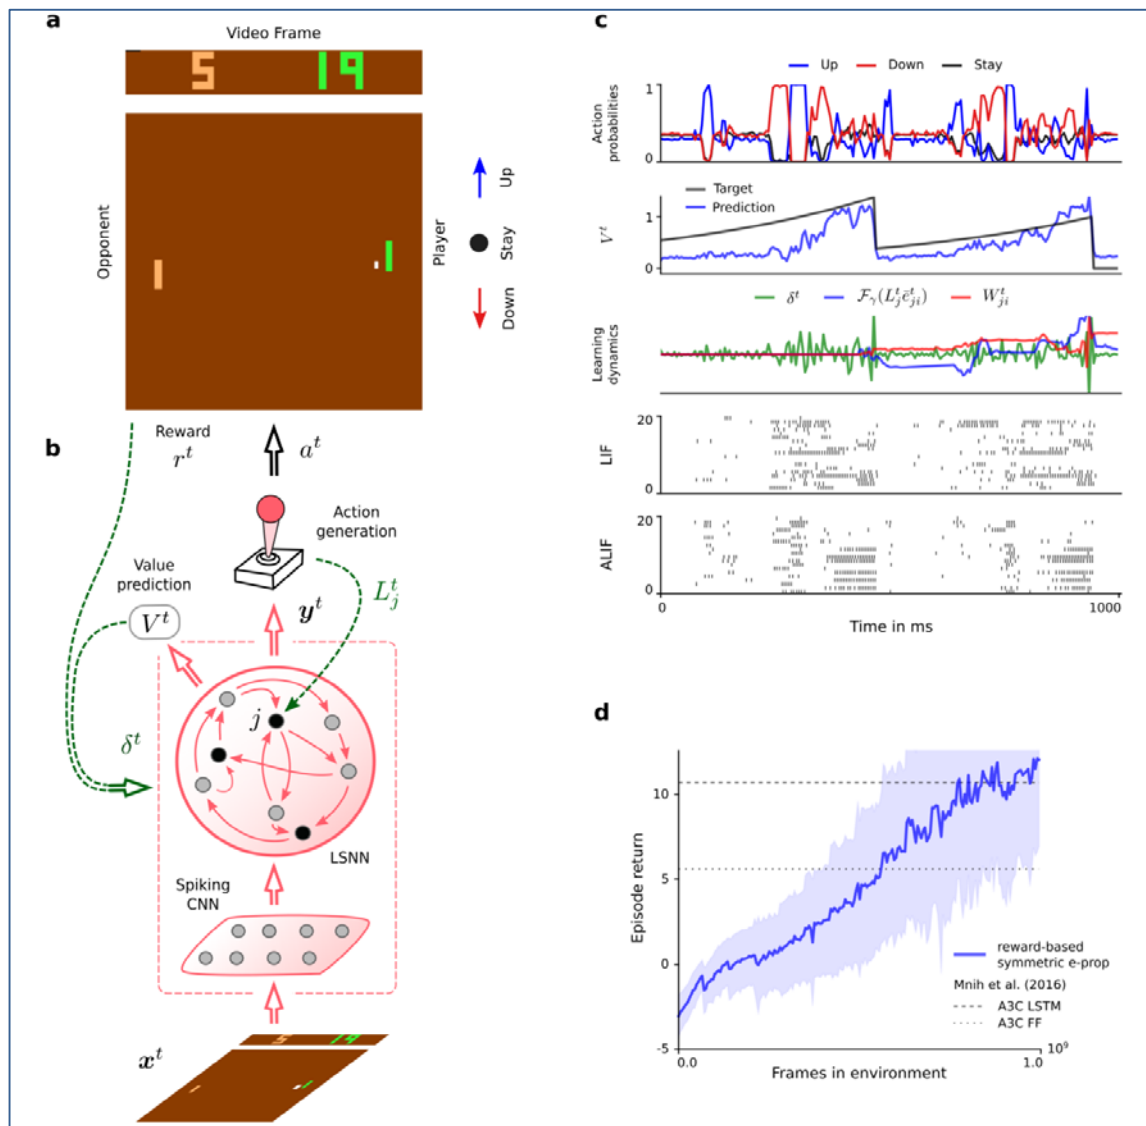 a
Video Frame
5 19
Opponent
Player
Up
Stay
Down
b
Reward
r^t
a^t
Action
generation
Value
prediction
V^t
y^t
L_j^t
δ^t
j
LSNN
Spiking
CNN
5 19
x^t
c
Up Down Stay
Action
probabilities
1
0
Target
Prediction
V^t
1
0
δ^t F_γ(L_j^t ē_ji^t) W_ji^t
Learning
dynamics
LIF
20
0
ALIF
20
0
0 1000
Time in ms
d
Episode return
10
5
0
-5
reward-based
symmetric e-prop
Mnih et al. (2016)
A3C LSTM
A3C FF
0.0 1.0 10^9
Frames in environment